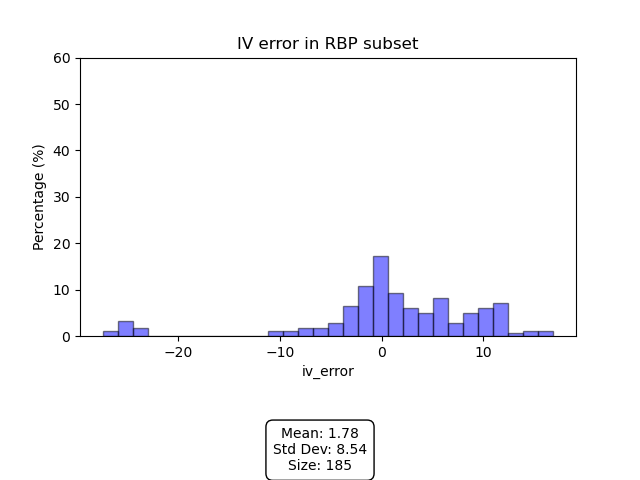 IV error in RBP subset
60
50
40
30
20
10
0
Percentage (%)
−20
−10
0
10
iv_error
Mean: 1.78
Std Dev: 8.54
Size: 185